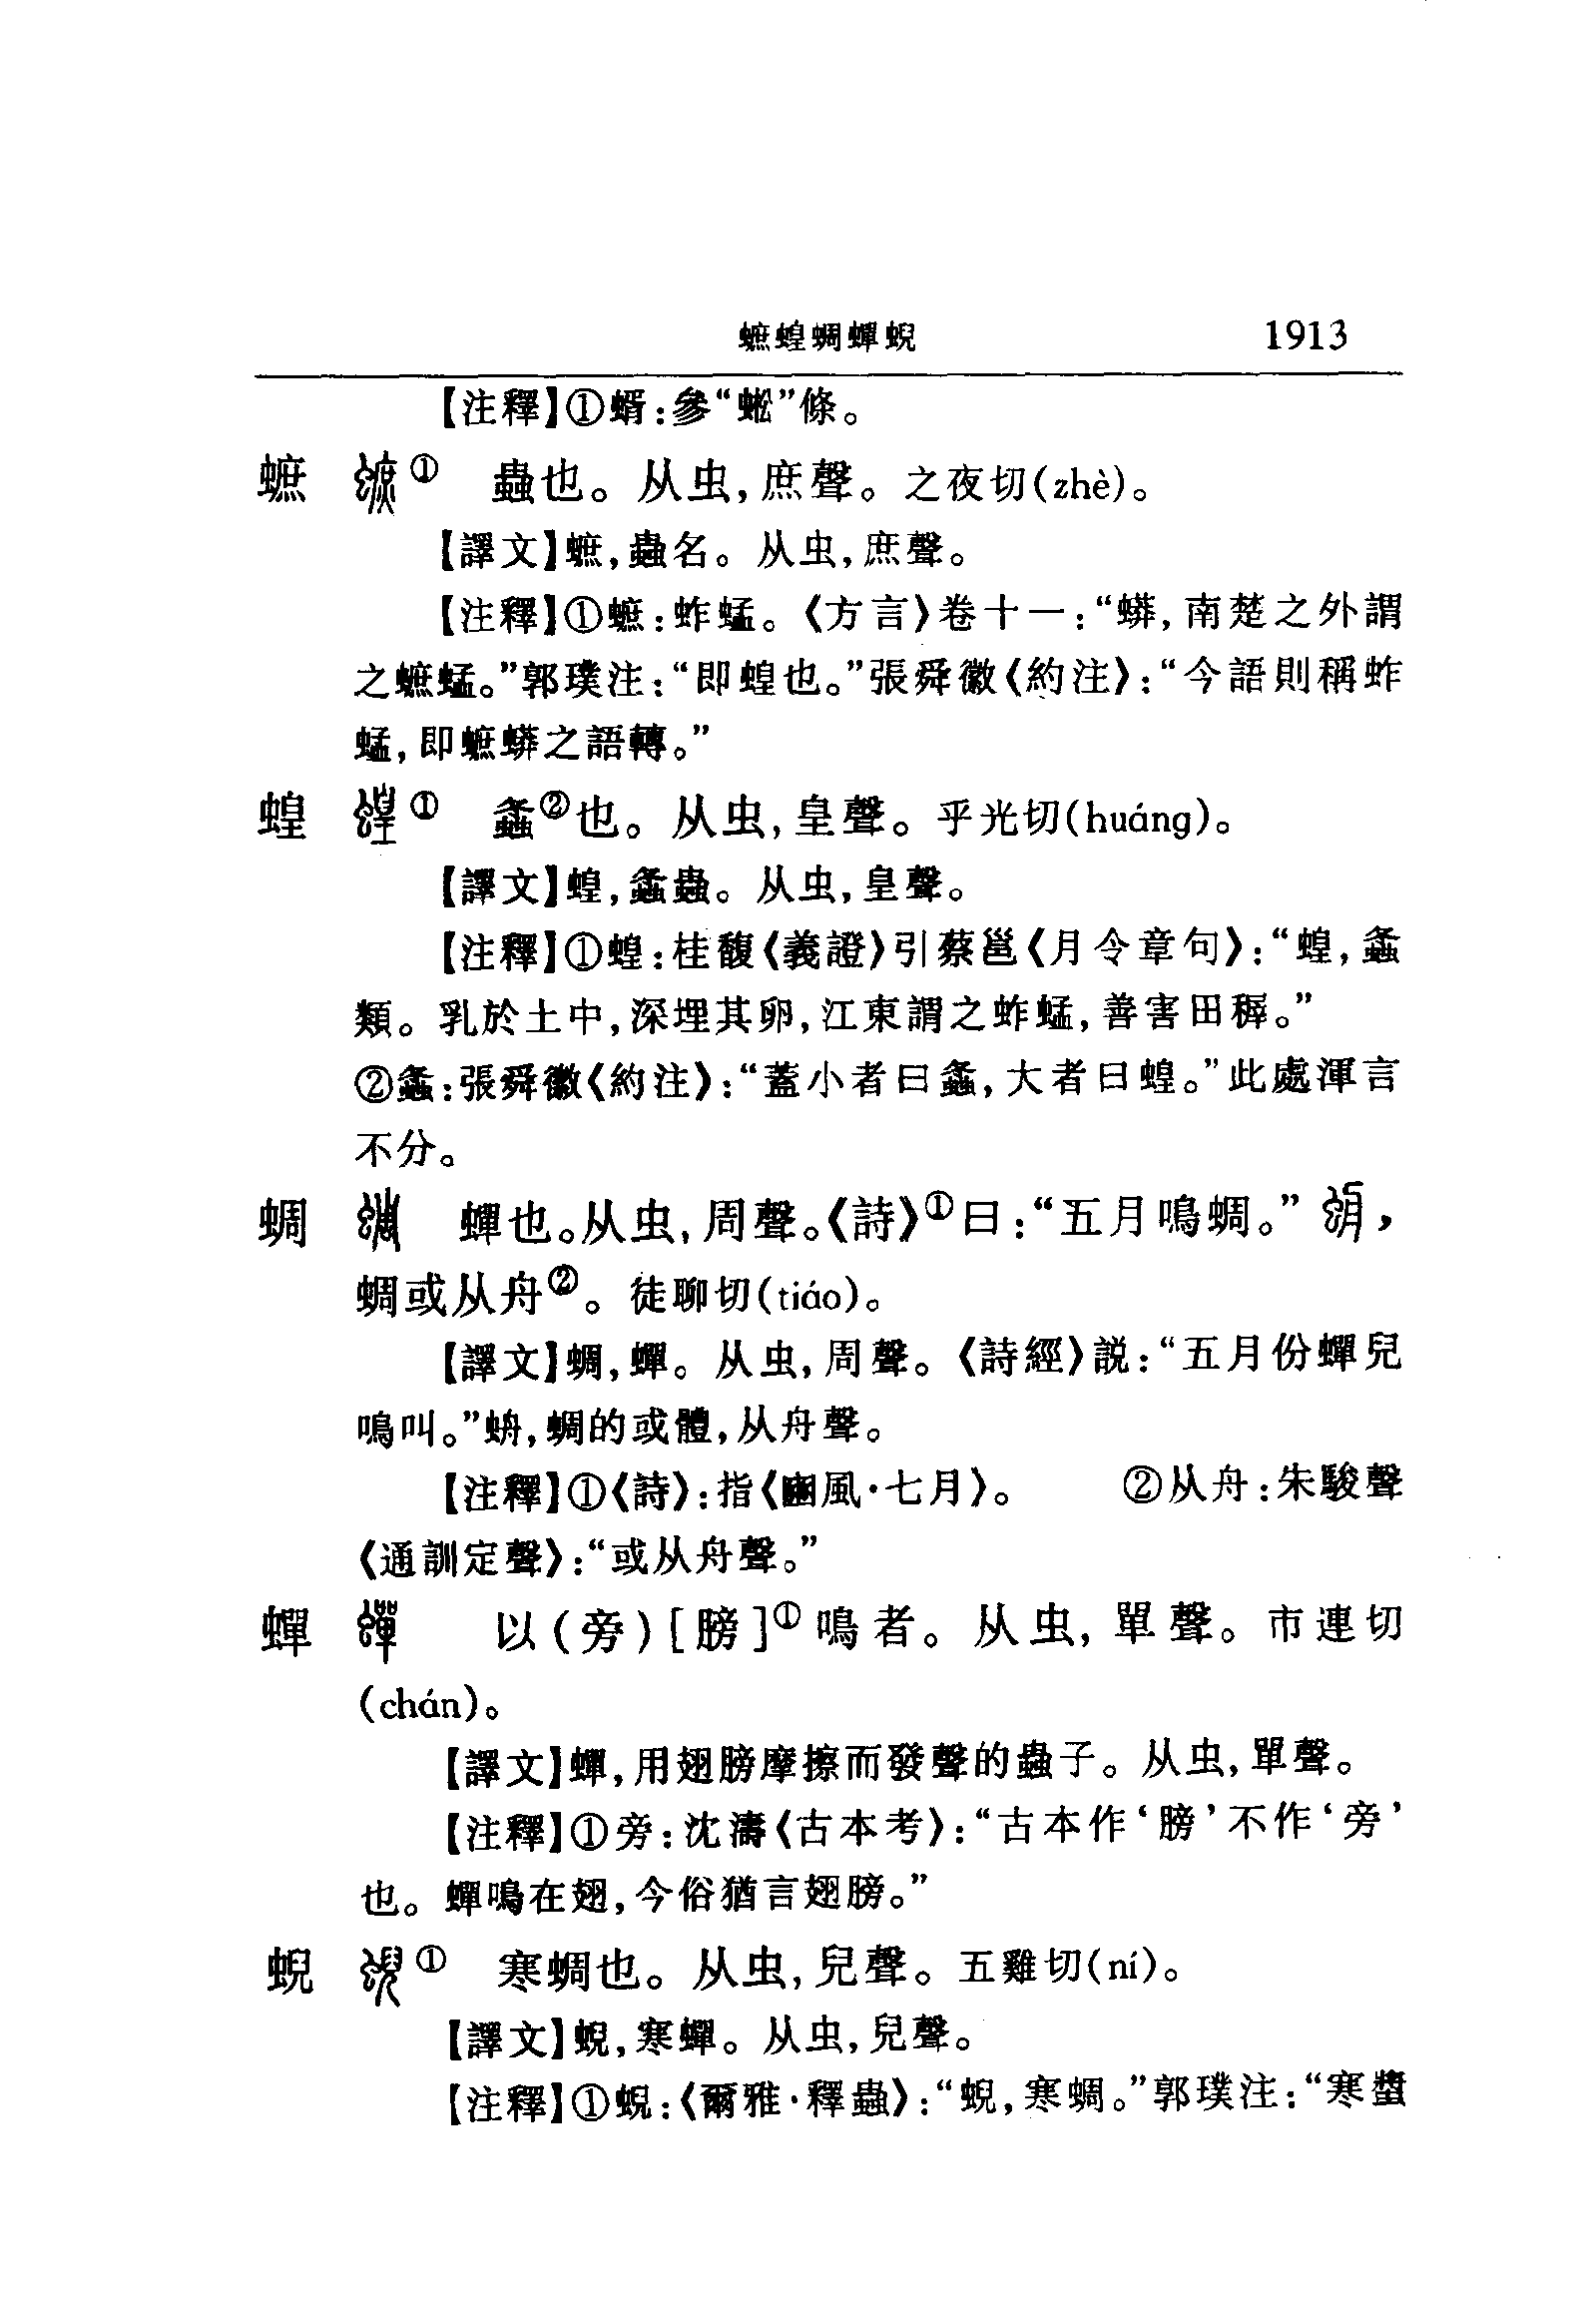 蟅蝗蜩蟬蜺 1913
【注釋】①蝑：參“蜙”條。
蟅 ① 蟲也。从虫，庶聲。之夜切(zhè)。
【譯文】蟅，蟲名。从虫，庶聲。
【注釋】①蟅：蚱蜢。《方言》卷十一：“蟒，南楚之外謂
之蟅蜢。”郭璞注：“即蝗也。”張舜徽《約注》：“今語則稱蚱
蜢，即蟅蟒之語轉。”
蝗 ① 螽②也。从虫，皇聲。乎光切(huáng)。
【譯文】蝗，螽蟲。从虫，皇聲。
【注釋】①蝗：桂馥《義證》引蔡邕《月令章句》：“蝗，螽
類。乳於土中，深埋其卵，江東謂之蚱蜢，善害田穉。”
②螽：張舜徽《約注》：“蓋小者曰螽，大者曰蝗。”此處渾言
不分。
蜩 蟬也。从虫，周聲。《詩》①曰：“五月鳴蜩。” ，
蜩或从舟②。徒聊切(tiáo)。
【譯文】蜩，蟬。从虫，周聲。《詩經》説：“五月份蟬兒
鳴叫。”蛁，蜩的或體，从舟聲。
【注釋】①《詩》：指《豳風·七月》。 ②从舟：朱駿聲
《通訓定聲》：“或从舟聲。”
蟬 以(旁)[膀]①鳴者。从虫，單聲。市連切
(chán)。
【譯文】蟬，用翅膀摩擦而發聲的蟲子。从虫，單聲。
【注釋】①旁：沈濤《古本考》：“古本作‘膀’不作‘旁’
也。蟬鳴在翅，今俗猶言翅膀。”
蜺 ① 寒蜩也。从虫，兒聲。五雞切(ní)。
【譯文】蜺，寒蟬。从虫，兒聲。
【注釋】①蜺：《爾雅·釋蟲》：“蜺，寒蜩。”郭璞注：“寒螿